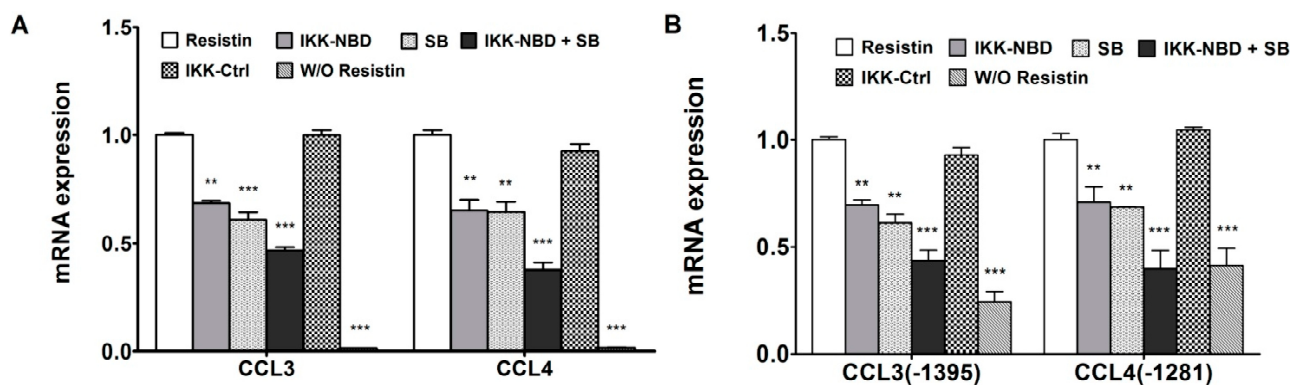 A
mRNA expression
1.5
1.0
0.5
0.0
Resistin IKK-NBD SB IKK-NBD + SB
IKK-Ctrl W/O Resistin
** *** *** ***
** ** *** ***
CCL3 CCL4
B
mRNA expression
1.5
1.0
0.5
0.0
Resistin IKK-NBD SB IKK-NBD + SB
IKK-Ctrl W/O Resistin
** ** *** ***
** ** *** ***
CCL3(-1395) CCL4(-1281)